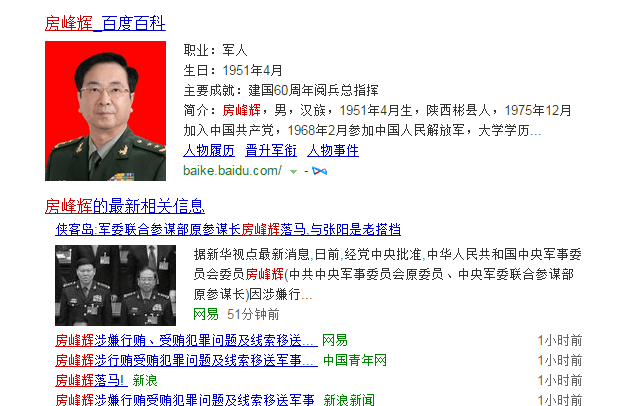 房峰辉_百度百科
职业：军人
生日：1951年4月
主要成就：建国60周年阅兵总指挥
简介：房峰辉，男，汉族，1951年4月生，陕西彬县人，1975年12月
加入中国共产党，1968年2月参加中国人民解放军，大学学历...
人物履历 晋升军衔 人物事件
baike.baidu.com/ -
房峰辉的最新相关信息
侠客岛:军委联合参谋部原参谋长房峰辉落马,与张阳是老搭档
据新华视点最新消息,日前,经党中央批准,中华人民共和国中央军事委
员会委员房峰辉(中共中央军事委员会原委员、中央军委联合参谋部
原参谋长)因涉嫌行...
网易 51分钟前
房峰辉涉嫌行贿、受贿犯罪问题及线索移送... 网易 1小时前
房峰辉涉行贿受贿犯罪问题及线索移送军事... 中国青年网 1小时前
房峰辉落马! 新浪 1小时前
房峰辉涉嫌行贿受贿犯罪问题及线索移送军事 新浪新闻 1小时前